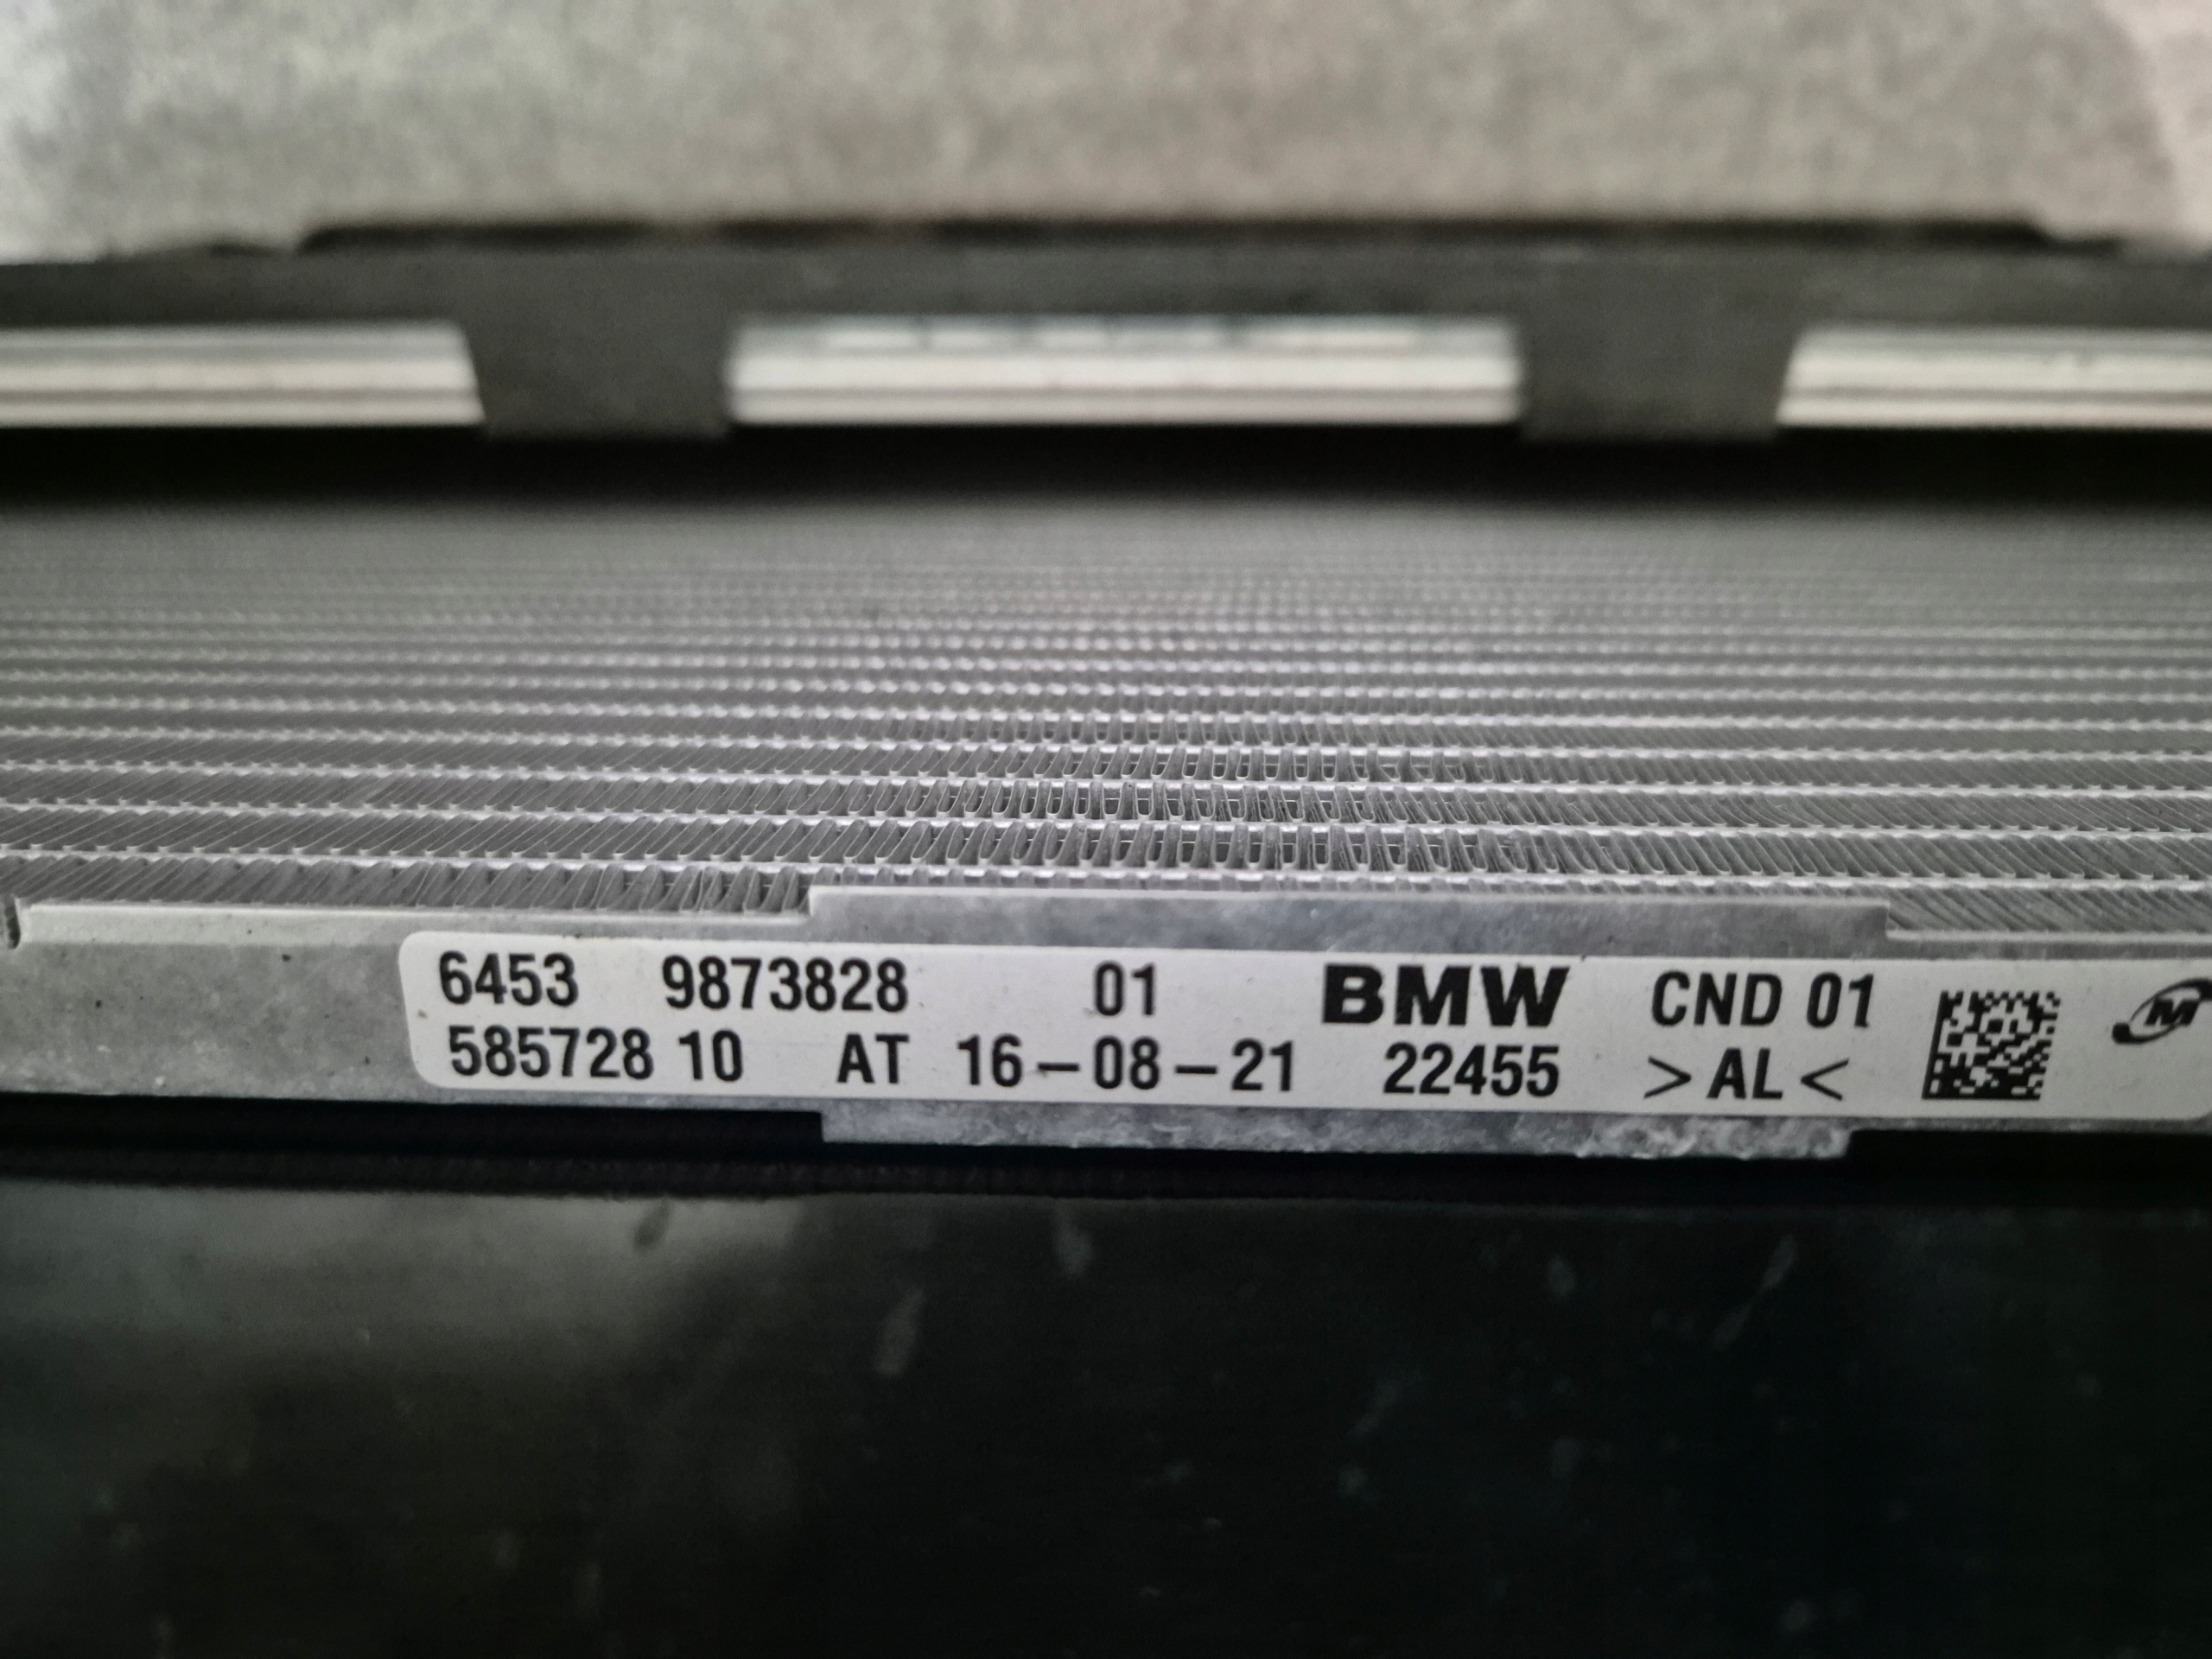 6453 9873828 01 BMW CND 01
585728 10 AT 16-08-21 22455 >AL<
M